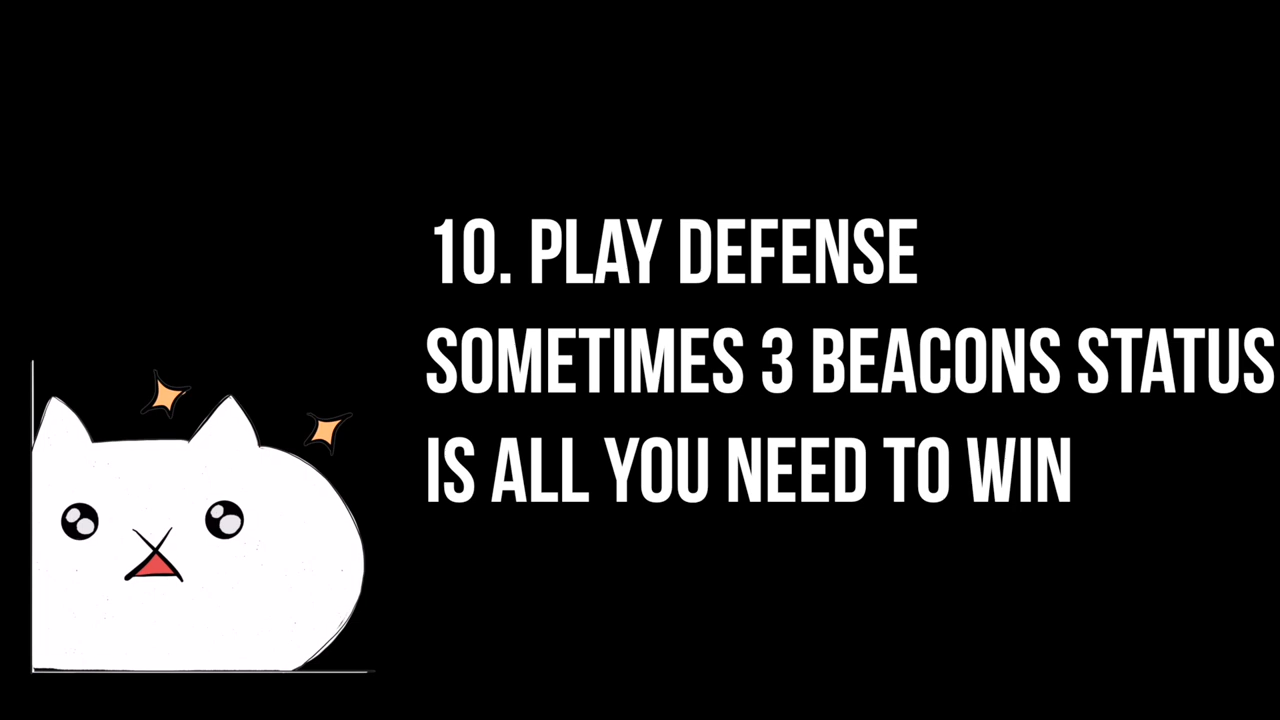 10. PLAY DEFENSE
SOMETIMES 3 BEACONS STATUS
IS ALL YOU NEED TO WIN